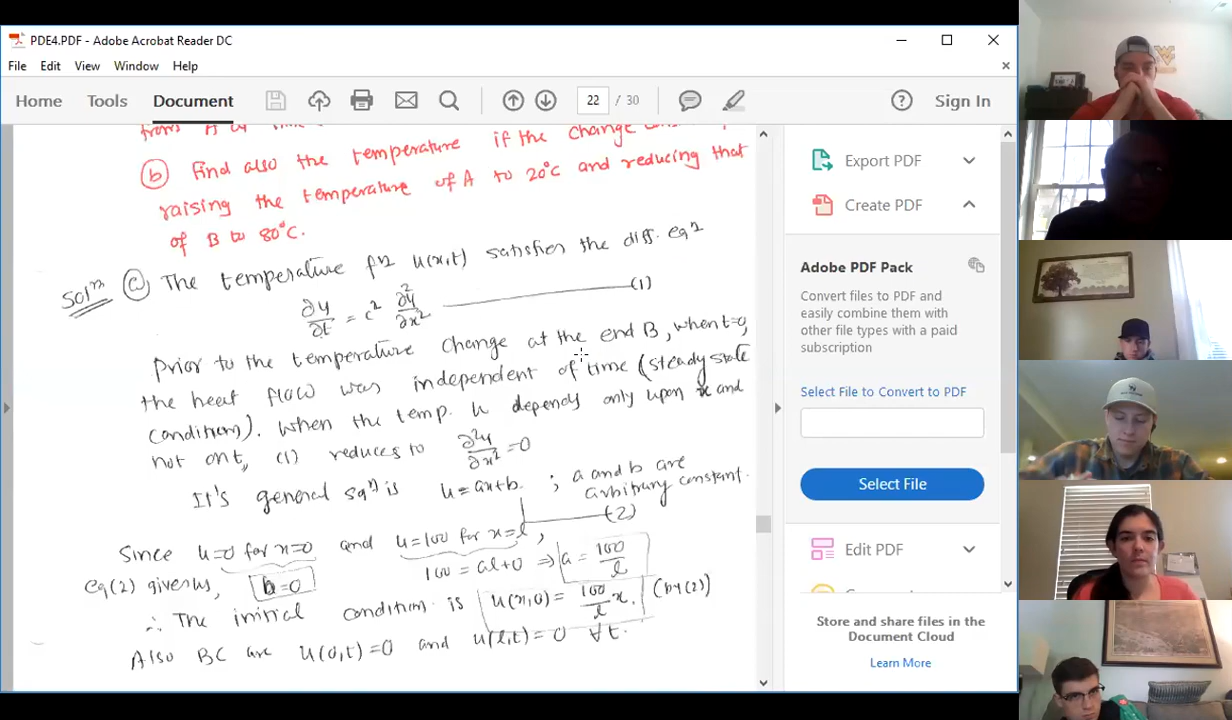 PDE4.PDF - Adobe Acrobat Reader DC
File Edit View Window Help
Home Tools Document 22 / 30 Sign In
from A at
(b) Find also the temperature if the change
raising the temperature of A to 20°C and reducing that
of B to 80°C.
Solⁿ (a) The temperature fⁿ u(x,t) satisfies the diff. eqⁿ
∂u/∂t = c² ∂²u/∂x² (1)
Prior to the temperature change at the end B, when t=0,
the heat flow was independent of time (steady state
condition). When the temp. u depends only upon x and
not on t, (1) reduces to ∂²u/∂x² = 0
It's general solⁿ is u = ax+b ; a and b are
arbitrary constant.
(2)
Since u=0 for x=0 and u=100 for x=l,
eq(2) gives us, b=0 100 = al+0 ⇒ a = 100/l
∴ The initial condition is u(x,0) = 100/l x. (by(2))
Also BC are u(0,t)=0 and u(l,t)=0 ∀t.
Export PDF
Create PDF
Adobe PDF Pack
Convert files to PDF and
easily combine them with
other file types with a paid
subscription
Select File to Convert to PDF
Select File
Edit PDF
Store and share files in the
Document Cloud
Learn More